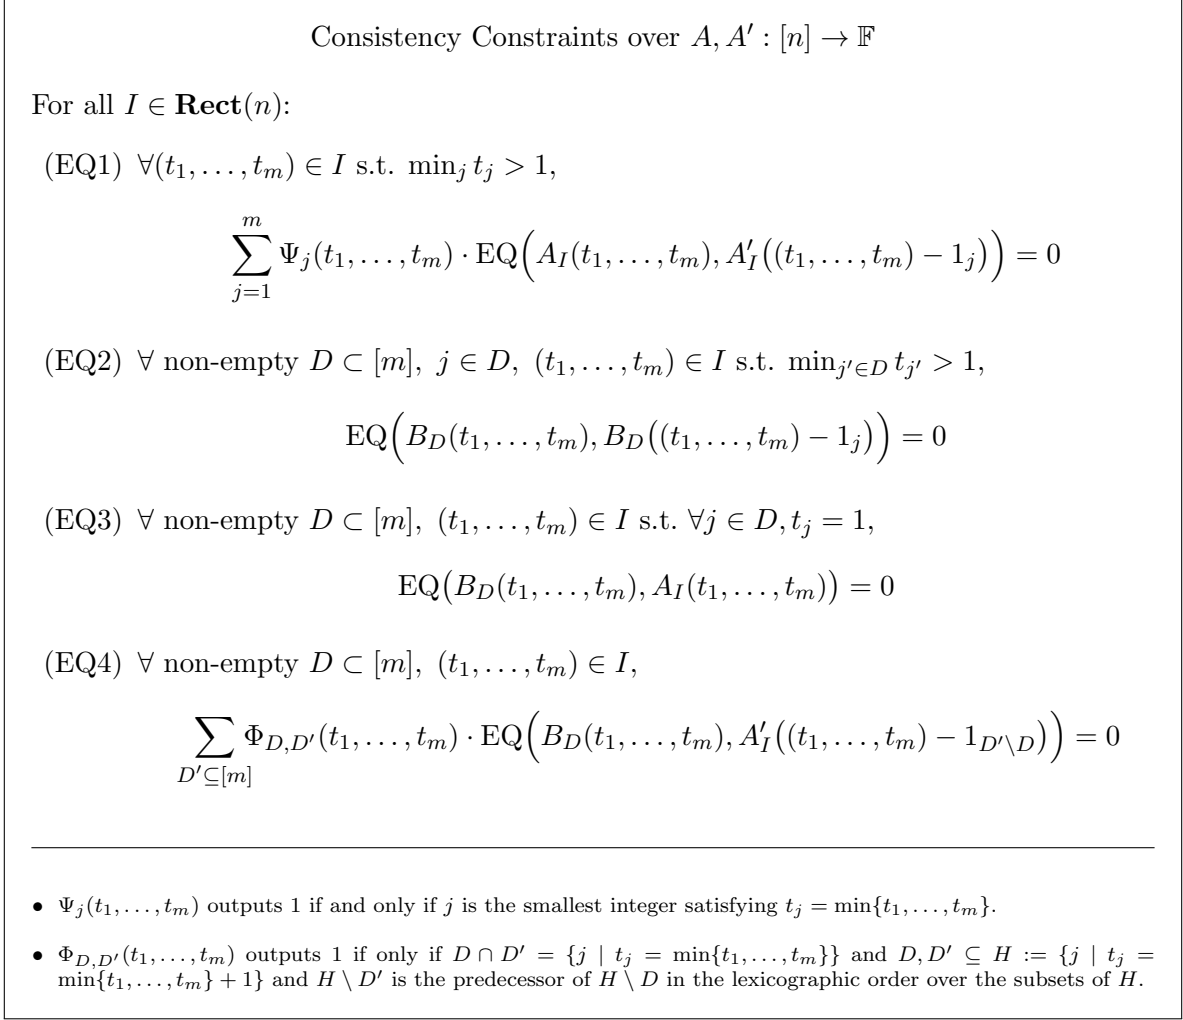 Consistency Constraints over A, A′ : [n] → 𝔽
For all I ∈ Rect(n):
(EQ1) ∀(t₁, . . . , tₘ) ∈ I s.t. minⱼ tⱼ > 1,
∑_{j=1}^{m} Ψⱼ(t₁, . . . , tₘ) · EQ(A_I(t₁, . . . , tₘ), A′_I((t₁, . . . , tₘ) − 1ⱼ)) = 0
(EQ2) ∀ non-empty D ⊂ [m], j ∈ D, (t₁, . . . , tₘ) ∈ I s.t. min_{j′∈D} t_{j′} > 1,
EQ(B_D(t₁, . . . , tₘ), B_D((t₁, . . . , tₘ) − 1ⱼ)) = 0
(EQ3) ∀ non-empty D ⊂ [m], (t₁, . . . , tₘ) ∈ I s.t. ∀j ∈ D, tⱼ = 1,
EQ(B_D(t₁, . . . , tₘ), A_I(t₁, . . . , tₘ)) = 0
(EQ4) ∀ non-empty D ⊂ [m], (t₁, . . . , tₘ) ∈ I,
∑_{D′⊆[m]} Φ_{D,D′}(t₁, . . . , tₘ) · EQ(B_D(t₁, . . . , tₘ), A′_I((t₁, . . . , tₘ) − 1_{D′\D})) = 0
• Ψⱼ(t₁, . . . , tₘ) outputs 1 if and only if j is the smallest integer satisfying tⱼ = min{t₁, . . . , tₘ}.
• Φ_{D,D′}(t₁, . . . , tₘ) outputs 1 if only if D ∩ D′ = {j | tⱼ = min{t₁, . . . , tₘ}} and D, D′ ⊆ H := {j | tⱼ =
min{t₁, . . . , tₘ} + 1} and H \ D′ is the predecessor of H \ D in the lexicographic order over the subsets of H.